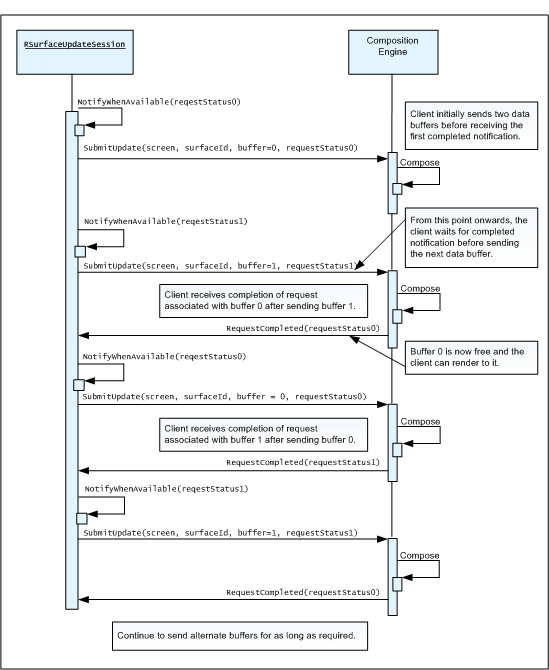 RSurfaceUpdateSession
Composition
Engine
NotifyWhenAvailable(reqestStatus0)
Client initially sends two data
buffers before receiving the
first completed notification.
SubmitUpdate(screen, surfaceId, buffer=0, requestStatus0)
Compose
NotifyWhenAvailable(reqestStatus1)
From this point onwards, the
client waits for completed
notification before sending
the next data buffer.
SubmitUpdate(screen, surfaceId, buffer=1, requestStatus1)
Compose
Client receives completion of request
associated with buffer 0 after sending buffer 1.
RequestCompleted(requestStatus0)
Buffer 0 is now free and the
client can render to it.
NotifyWhenAvailable(reqestStatus0)
SubmitUpdate(screen, surfaceId, buffer = 0, requestStatus0)
Compose
Client receives completion of request
associated with buffer 1 after sending buffer 0.
RequestCompleted(requestStatus1)
NotifyWhenAvailable(reqestStatus1)
SubmitUpdate(screen, surfaceId, buffer=1, requestStatus1)
Compose
RequestCompleted(requestStatus0)
Continue to send alternate buffers for as long as required.